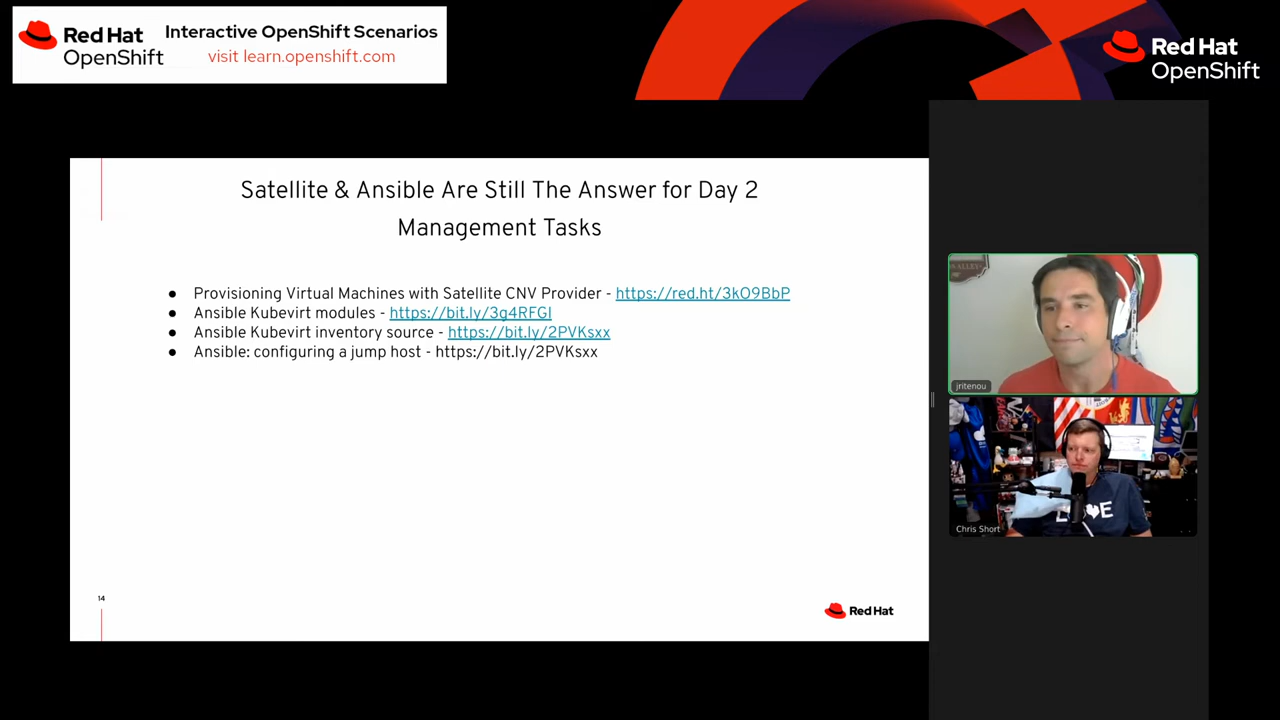 Red Hat
OpenShift
Interactive OpenShift Scenarios
visit learn.openshift.com
Red Hat
OpenShift
Satellite & Ansible Are Still The Answer for Day 2
Management Tasks
● Provisioning Virtual Machines with Satellite CNV Provider - https://red.ht/3kO9BbP
● Ansible Kubevirt modules - https://bit.ly/3g4RFGI
● Ansible Kubevirt inventory source - https://bit.ly/2PVKsxx
● Ansible: configuring a jump host - https://bit.ly/2PVKsxx
14
Red Hat
jritenou
Chris Short